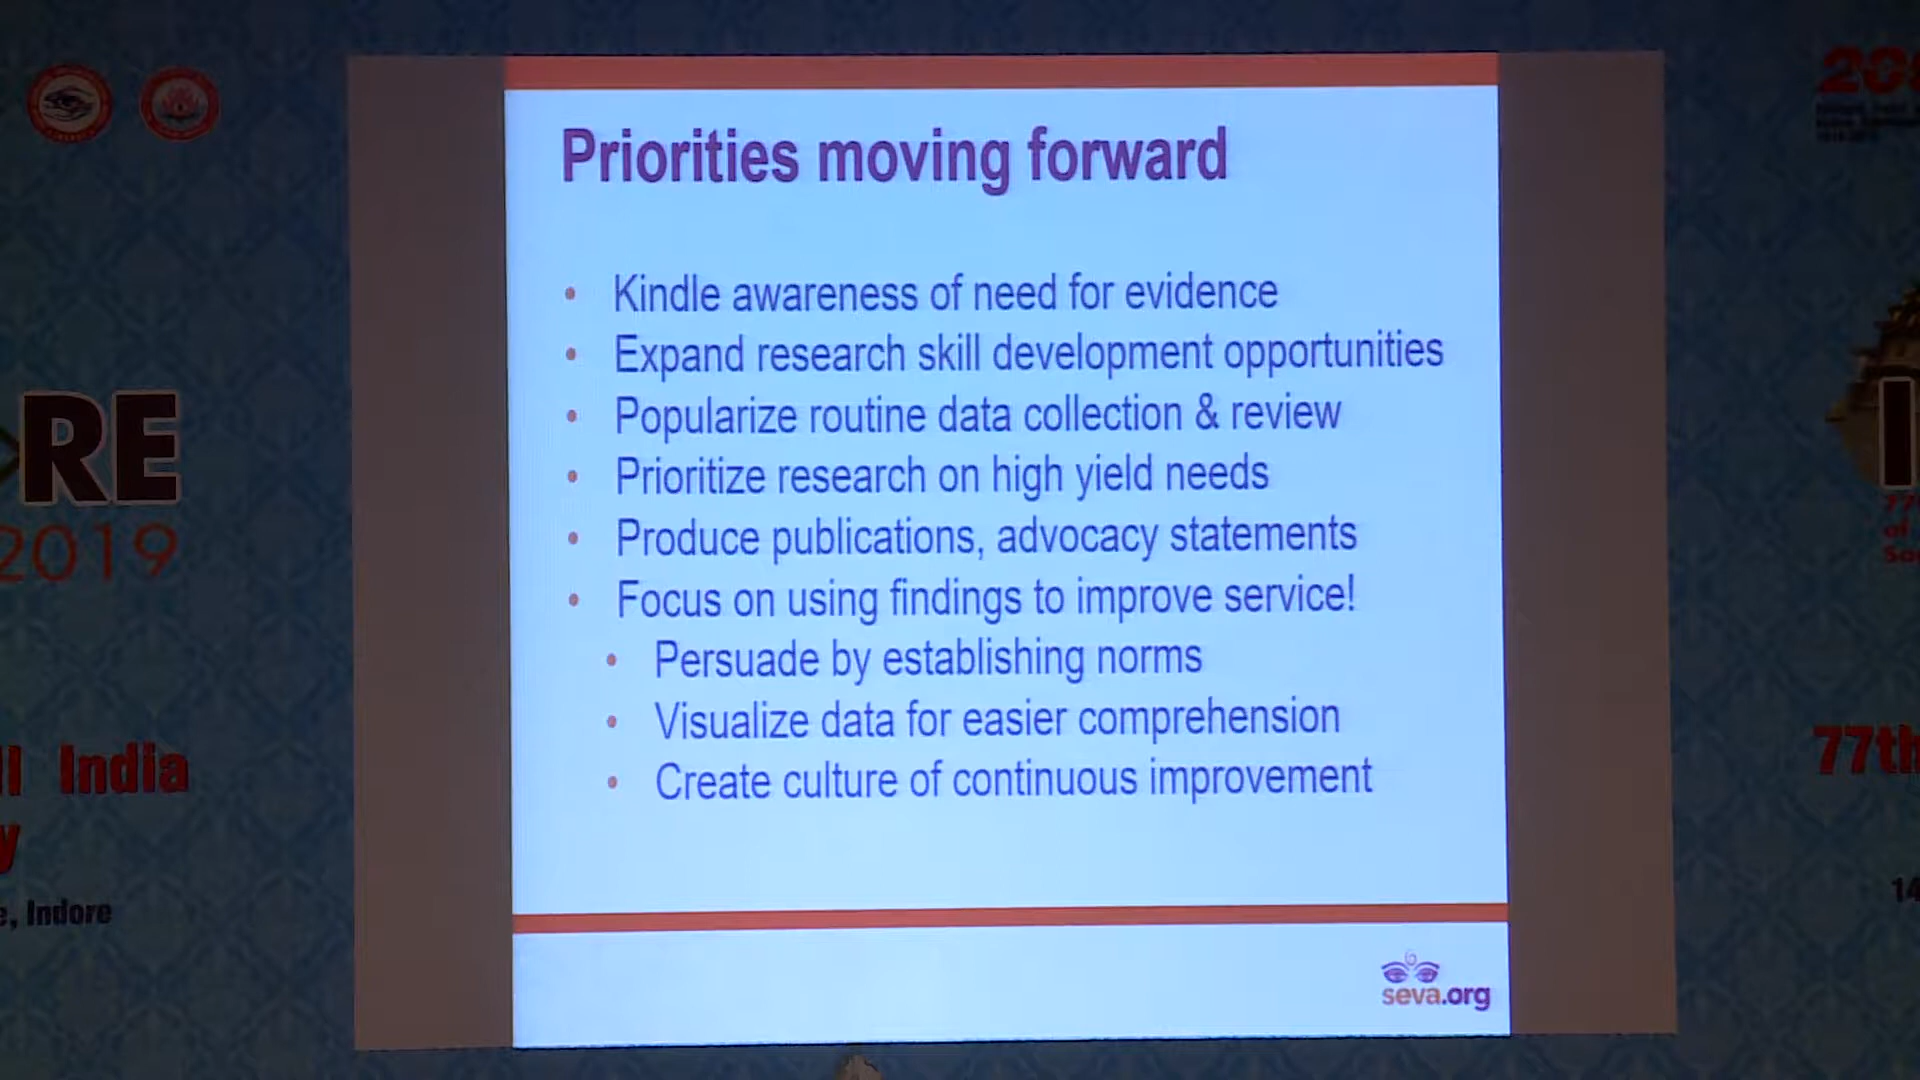 Priorities moving forward
• Kindle awareness of need for evidence
• Expand research skill development opportunities
• Popularize routine data collection & review
• Prioritize research on high yield needs
• Produce publications, advocacy statements
• Focus on using findings to improve service!
• Persuade by establishing norms
• Visualize data for easier comprehension
• Create culture of continuous improvement
seva.org
RE
2019
India
, Indore
77th
14